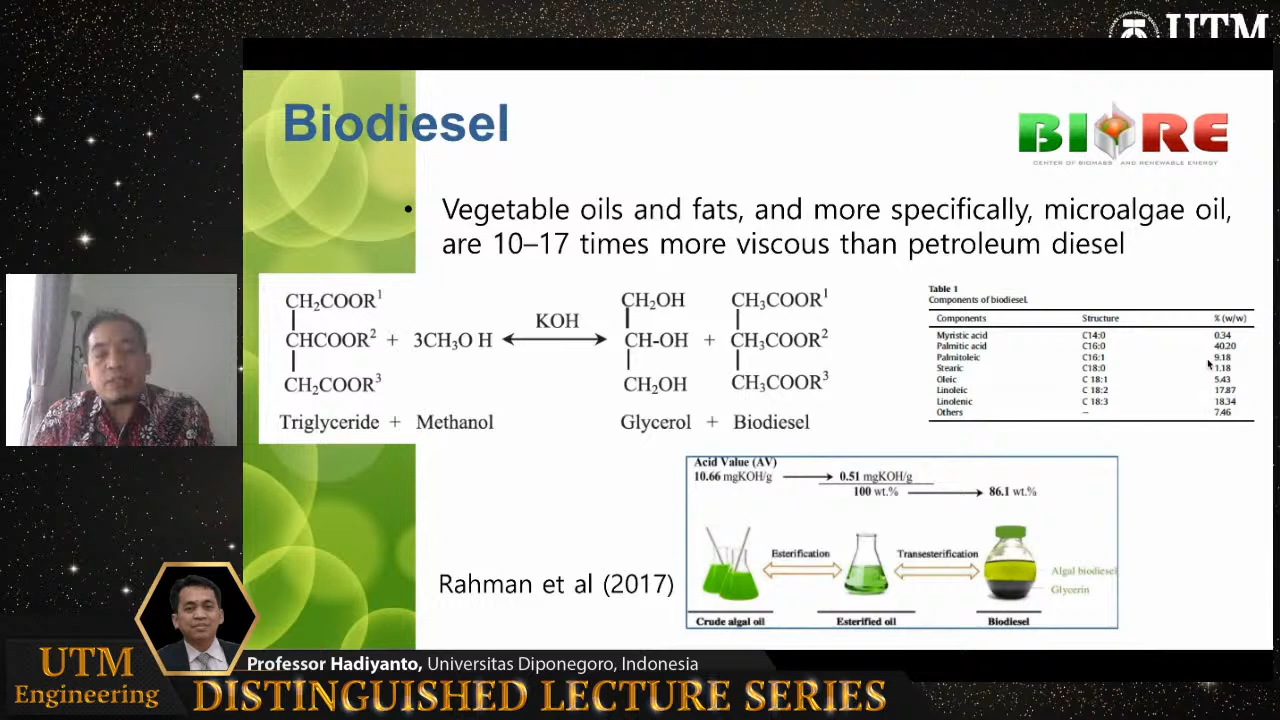 UTM
Biodiesel
BIORE
CENTER OF BIOMASS AND RENEWABLE ENERGY
• Vegetable oils and fats, and more specifically, microalgae oil,
are 10–17 times more viscous than petroleum diesel
CH₂COOR¹
CHCOOR² + 3CH₃O H
CH₂COOR³
KOH
CH₂OH
CH-OH
CH₂OH
+
CH₃COOR¹
CH₃COOR²
CH₃COOR³
Triglyceride + Methanol
Glycerol + Biodiesel
Table 1
Components of biodiesel.
Components Structure % (w/w)
Myristic acid C14:0 0.34
Palmitic acid C16:0 40.20
Palmitoleic C16:1 9.18
Stearic C18:0 1.18
Oleic C 18:1 5.43
Linoleic C 18:2 17.87
Linolenic C 18:3 18.34
Others – 7.46
Acid Value (AV)
10.66 mgKOH/g 0.51 mgKOH/g
100 wt.% 86.1 wt.%
Esterification Transesterification
Algal biodiesel
Glycerin
Crude algal oil Esterified oil Biodiesel
Rahman et al (2017)
UTM
Engineering
Professor Hadiyanto, Universitas Diponegoro, Indonesia
DISTINGUISHED LECTURE SERIES